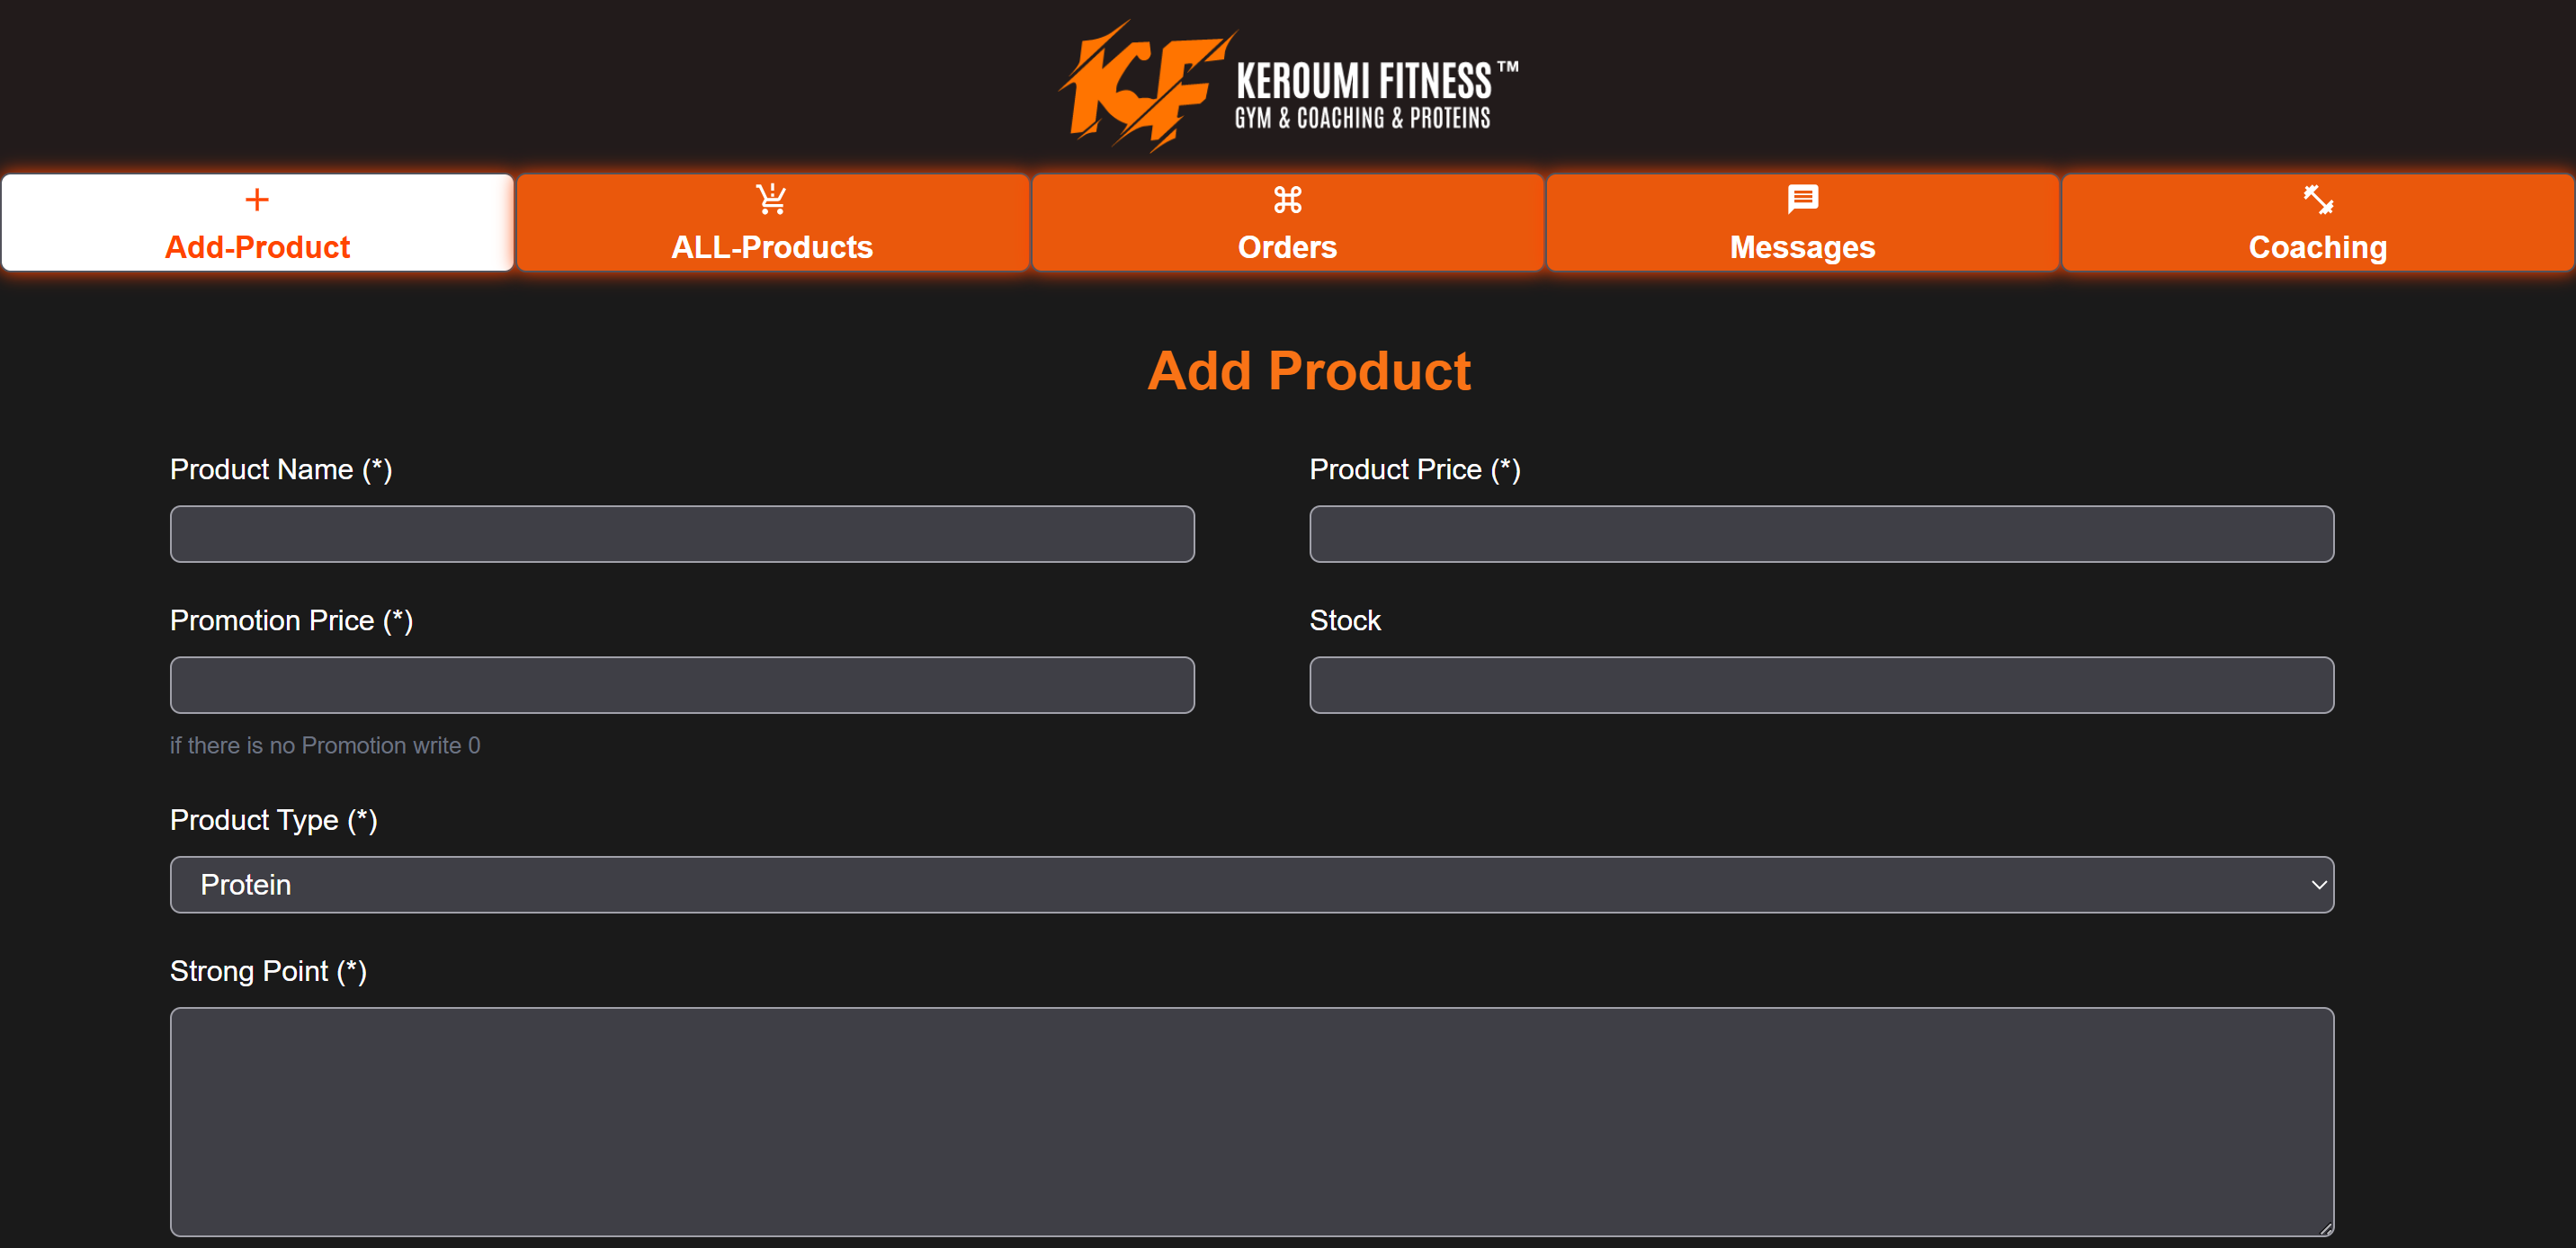 KF
KEROUMI FITNESS™
GYM & COACHING & PROTEINS
Add-Product
ALL-Products
Orders
Messages
Coaching
Add Product
Product Name (*)
Product Price (*)
Promotion Price (*)
Stock
if there is no Promotion write 0
Product Type (*)
Protein
Strong Point (*)